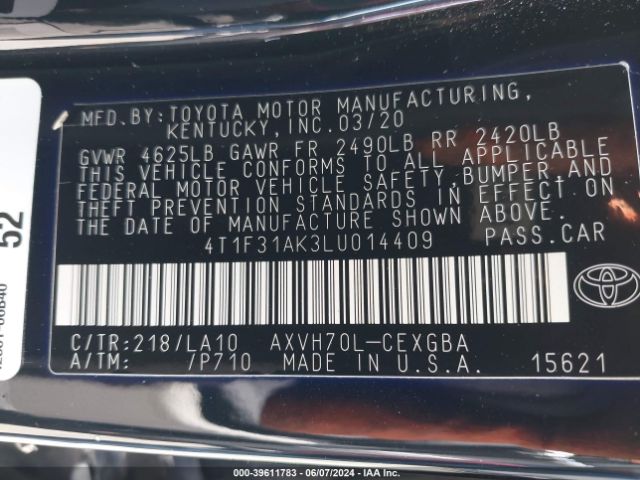 MFD.BY:TOYOTA MOTOR MANUFACTURING,
KENTUCKY,INC.03/20
GVWR 4625LB GAWR FR 2490LB RR 2420LB
THIS VEHICLE CONFORMS TO ALL APPLICABLE
FEDERAL MOTOR VEHICLE SAFETY,BUMPER,AND
THEFT PREVENTION STANDARDS IN EFFECT ON
THE DATE OF MANUFACTURE SHOWN ABOVE.
4T1F31AK3LU014409 PASS.CAR
C/TR:218/LA10 AXVH70L-CEXGBA
A/TM: /P710 MADE IN U.S.A. 15621
52
000-39611783 - 06/07/2024 - IAA Inc.